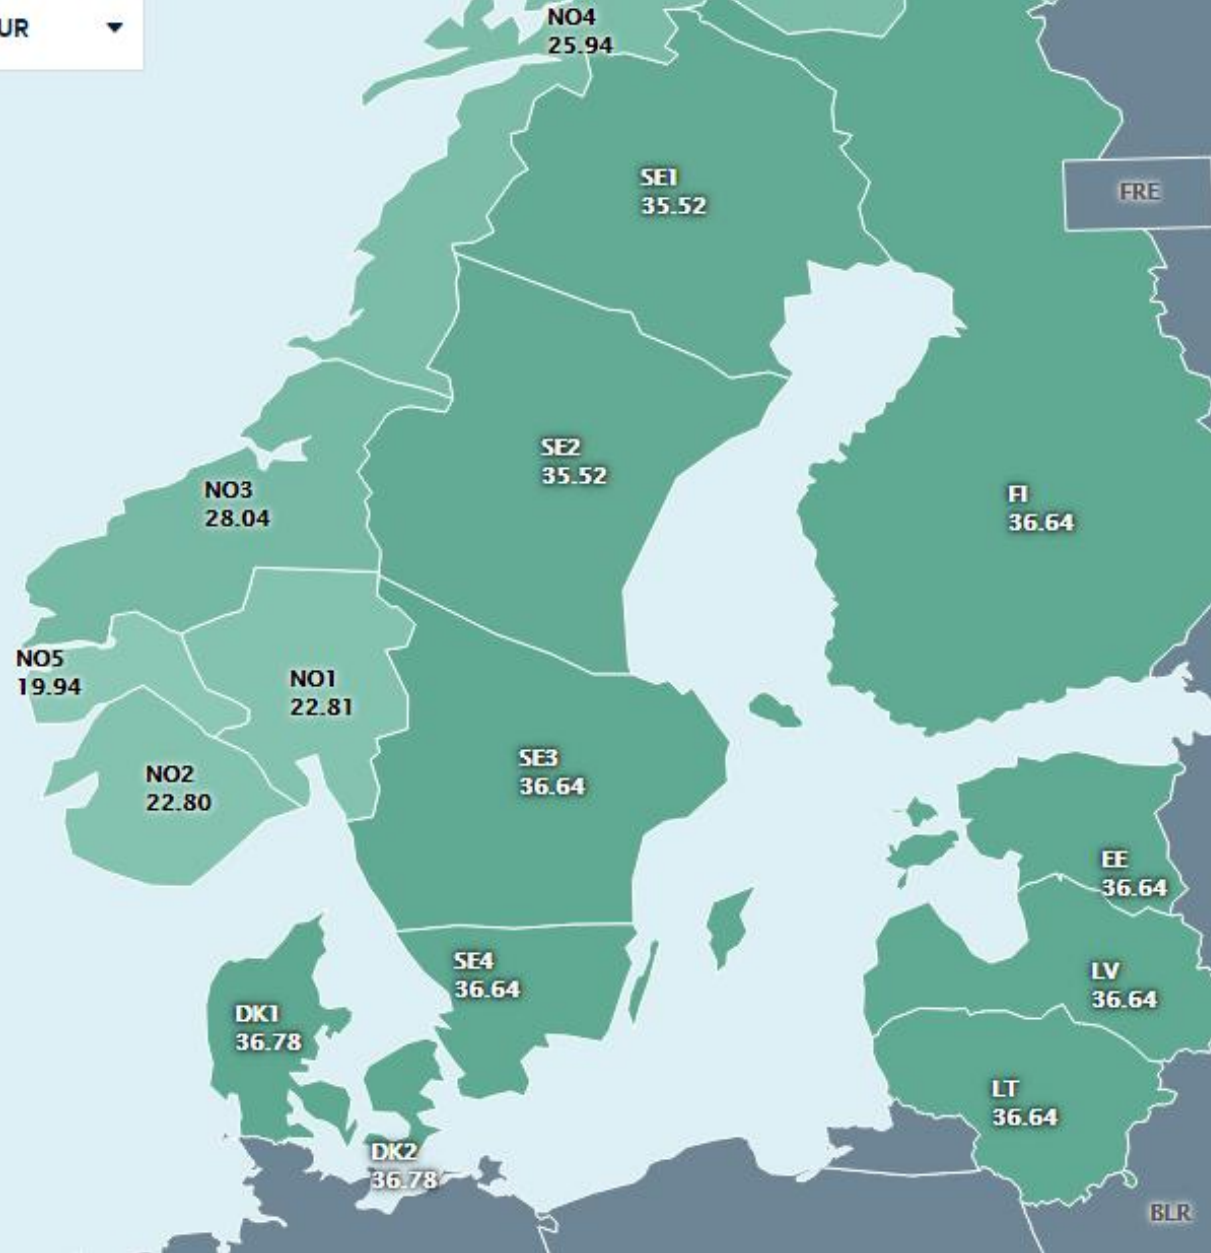 UR
NO4
25.94
SE1
35.52
FRE
SE2
35.52
NO3
28.04
FI
36.64
NO5
19.94
NO1
22.81
NO2
22.80
SE3
36.64
EE
36.64
SE4
36.64
LV
36.64
DK1
36.78
LT
36.64
DK2
36.78
BLR